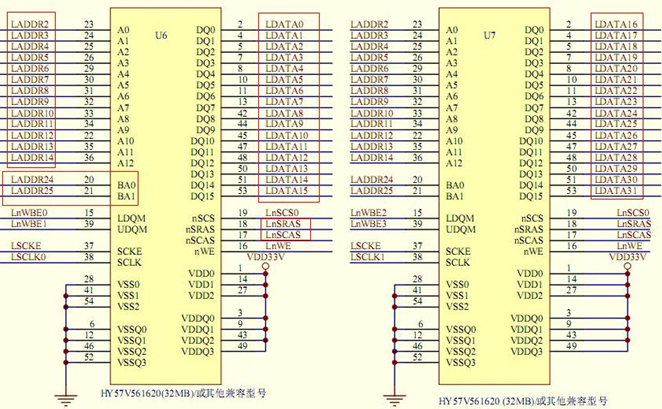 LADDR2 23 A0 U6 DQ0 2 LDATA0
LADDR3 24 A1 DQ1 4 LDATA1
LADDR4 25 A2 DQ2 5 LDATA2
LADDR5 26 A3 DQ3 7 LDATA3
LADDR6 29 A4 DQ4 8 LDATA4
LADDR7 30 A5 DQ5 10 LDATA5
LADDR8 31 A6 DQ6 11 LDATA6
LADDR9 32 A7 DQ7 13 LDATA7
LADDR10 33 A8 DQ8 42 LDATA8
LADDR11 34 A9 DQ9 44 LDATA9
LADDR12 22 A10 DQ10 45 LDATA10
LADDR13 35 A11 DQ11 47 LDATA11
LADDR14 36 A12 DQ12 48 LDATA12
DQ13 50 LDATA13
LADDR24 20 BA0 DQ14 51 LDATA14
LADDR25 21 BA1 DQ15 53 LDATA15
LnWBE0 15 LDQM nSCS 19 LnSCS0
LnWBE1 39 UDQM nSRAS 18 LnSRAS
nSCAS 17 LnSCAS
LSCKE 37 SCKE nWE 16 LnWE
LSCLK0 38 SCLK VDD33V
VDD0 1
28 VSS0 VDD1 14
41 VSS1 VDD2 27
54 VSS2
VDDQ0 3
6 VSSQ0 VDDQ1 9
12 VSSQ1 VDDQ2 43
46 VSSQ2 VDDQ3 49
52 VSSQ3
HY57V561620(32MB)/或其他兼容型号
LADDR2 23 A0 U7 DQ0 2 LDATA16
LADDR3 24 A1 DQ1 4 LDATA17
LADDR4 25 A2 DQ2 5 LDATA18
LADDR5 26 A3 DQ3 7 LDATA19
LADDR6 29 A4 DQ4 8 LDATA20
LADDR7 30 A5 DQ5 10 LDATA21
LADDR8 31 A6 DQ6 11 LDATA22
LADDR9 32 A7 DQ7 13 LDATA23
LADDR10 33 A8 DQ8 42 LDATA24
LADDR11 34 A9 DQ9 44 LDATA25
LADDR12 22 A10 DQ10 45 LDATA26
LADDR13 35 A11 DQ11 47 LDATA27
LADDR14 36 A12 DQ12 48 LDATA28
DQ13 50 LDATA29
LADDR24 20 BA0 DQ14 51 LDATA30
LADDR25 21 BA1 DQ15 53 LDATA31
LnWBE2 15 LDQM nSCS 19 LnSCS0
LnWBE3 39 UDQM nSRAS 18 LnSRAS
nSCAS 17 LnSCAS
LSCKE 37 SCKE nWE 16 LnWE
LSCLK1 38 SCLK VDD33V
VDD0 1
28 VSS0 VDD1 14
41 VSS1 VDD2 27
54 VSS2
VDDQ0 3
6 VSSQ0 VDDQ1 9
12 VSSQ1 VDDQ2 43
46 VSSQ2 VDDQ3 49
52 VSSQ3
HY57V561620 (32MB)/或其他兼容型号